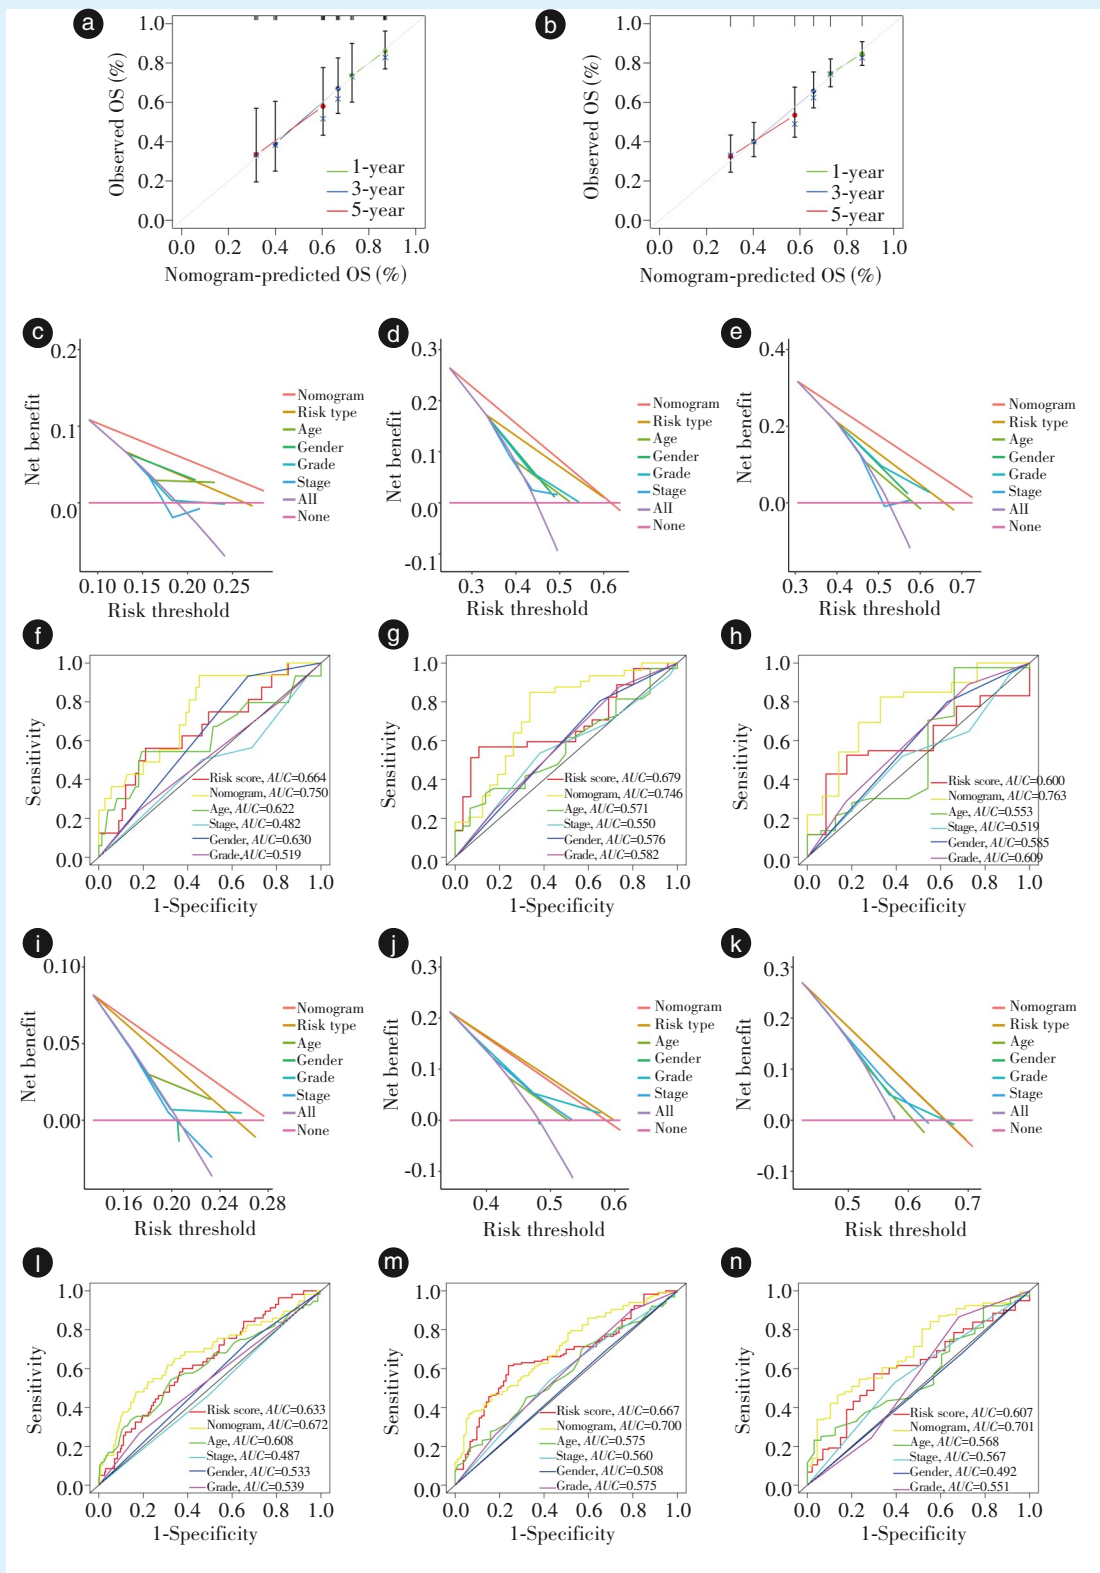 a
1.0
0.8
0.6
0.4
0.2
0.0
Observed OS (%)
1-year
3-year
5-year
0.0 0.2 0.4 0.6 0.8 1.0
Nomogram-predicted OS (%)
b
1.0
0.8
0.6
0.4
0.2
0.0
Observed OS (%)
1-year
3-year
5-year
0.0 0.2 0.4 0.6 0.8 1.0
Nomogram-predicted OS (%)
c
0.2
0.1
0.0
Net benefit
Nomogram
Risk type
Age
Gender
Grade
Stage
All
None
0.10 0.15 0.20 0.25
Risk threshold
d
0.3
0.2
0.1
0.0
-0.1
Net benefit
Nomogram
Risk type
Age
Gender
Grade
Stage
All
None
0.3 0.4 0.5 0.6
Risk threshold
e
0.4
0.2
0.0
Net benefit
Nomogram
Risk type
Age
Gender
Grade
Stage
All
None
0.3 0.4 0.5 0.6 0.7
Risk threshold
f
1.0
0.8
0.6
0.4
0.2
0.0
Sensitivity
Risk score, AUC=0.664
Nomogram, AUC=0.750
Age, AUC=0.622
Stage, AUC=0.482
Gender, AUC=0.630
Grade,AUC=0.519
0.0 0.2 0.4 0.6 0.8 1.0
1-Specificity
g
1.0
0.8
0.6
0.4
0.2
0.0
Sensitivity
Risk score, AUC=0.679
Nomogram, AUC=0.746
Age, AUC=0.571
Stage, AUC=0.550
Gender, AUC=0.576
Grade, AUC=0.582
0.0 0.2 0.4 0.6 0.8 1.0
1-Specificity
h
1.0
0.8
0.6
0.4
0.2
0.0
Sensitivity
Risk score, AUC=0.600
Nomogram, AUC=0.763
Age, AUC=0.553
Stage, AUC=0.519
Gender, AUC=0.585
Grade, AUC=0.609
0.0 0.2 0.4 0.6 0.8 1.0
1-Specificity
i
0.10
0.05
0.00
Net benefit
Nomogram
Risk type
Age
Gender
Grade
Stage
All
None
0.16 0.20 0.24 0.28
Risk threshold
j
0.3
0.2
0.1
0.0
-0.1
Net benefit
Nomogram
Risk type
Age
Gender
Grade
Stage
All
None
0.4 0.5 0.6
Risk threshold
k
0.3
0.2
0.1
0.0
-0.1
Net benefit
Nomogram
Risk type
Age
Gender
Grade
Stage
All
None
0.5 0.6 0.7
Risk threshold
l
1.0
0.8
0.6
0.4
0.2
0.0
Sensitivity
Risk score, AUC=0.633
Nomogram, AUC=0.672
Age, AUC=0.608
Stage, AUC=0.487
Gender, AUC=0.533
Grade, AUC=0.539
0.0 0.2 0.4 0.6 0.8 1.0
1-Specificity
m
1.0
0.8
0.6
0.4
0.2
0.0
Sensitivity
Risk score, AUC=0.667
Nomogram, AUC=0.700
Age, AUC=0.575
Stage, AUC=0.560
Gender, AUC=0.508
Grade, AUC=0.575
0.0 0.2 0.4 0.6 0.8 1.0
1-Specificity
n
1.0
0.8
0.6
0.4
0.2
0.0
Sensitivity
Risk score, AUC=0.607
Nomogram, AUC=0.701
Age, AUC=0.568
Stage, AUC=0.567
Gender, AUC=0.492
Grade, AUC=0.551
0.0 0.2 0.4 0.6 0.8 1.0
1-Specificity